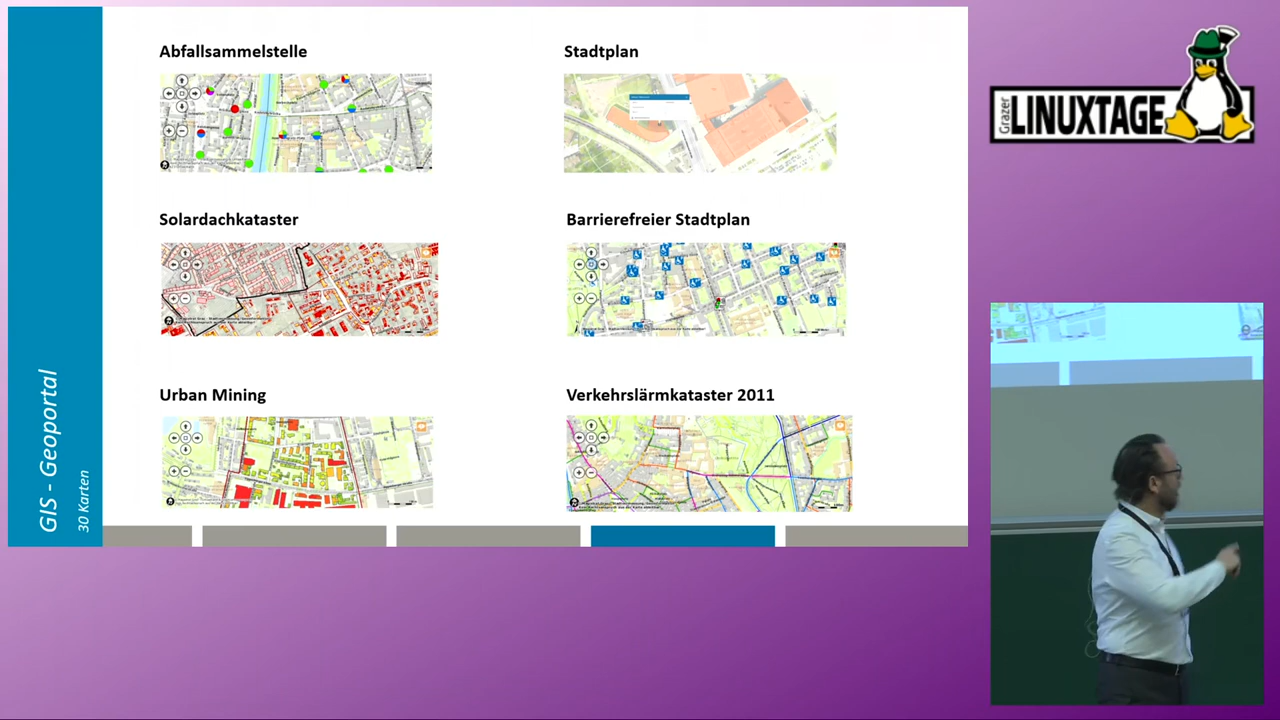 Abfallsammelstelle
Stadtplan
Solardachkataster
Barrierefreier Stadtplan
Urban Mining
Verkehrslärmkataster 2011
GIS - Geoportal
30 Karten
Grazer
LINUXTAGE